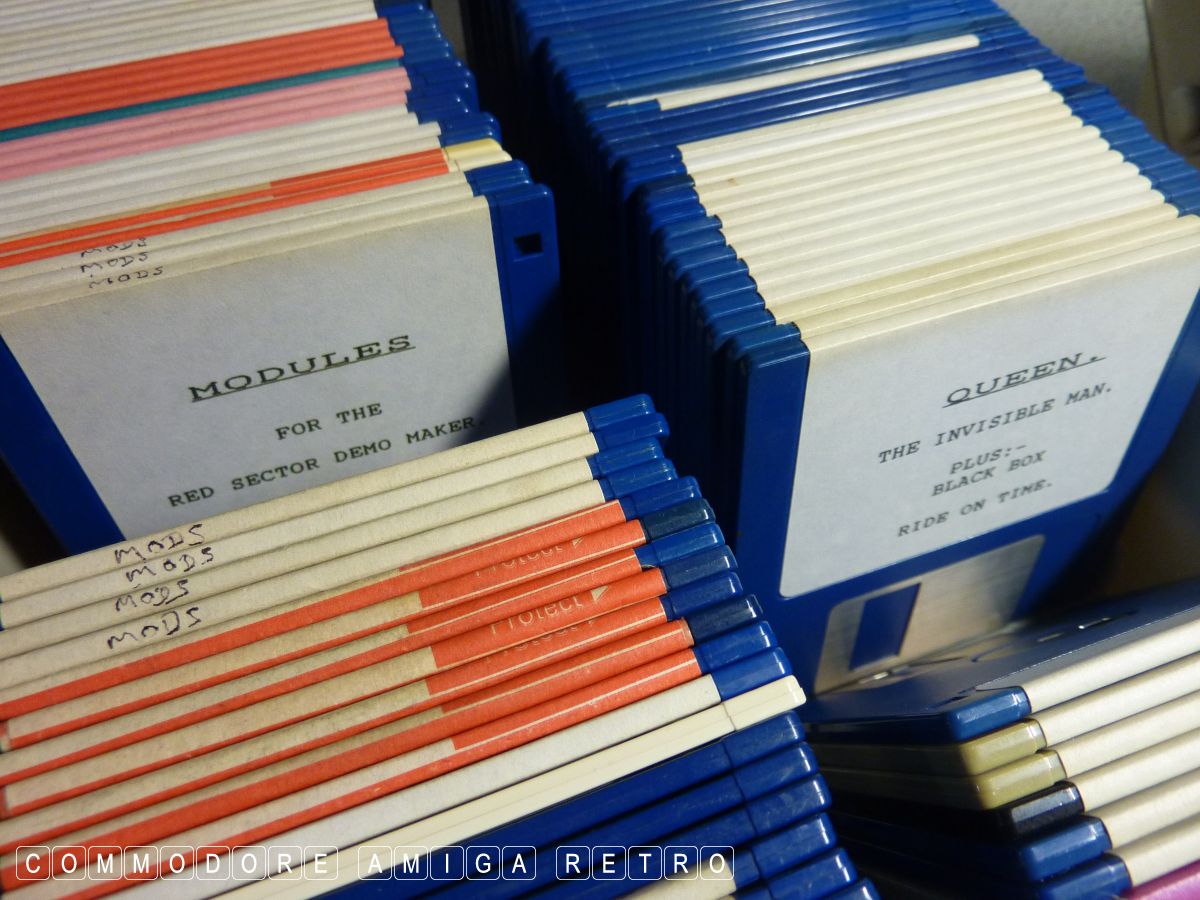 MODS
MODS
MODS
MODULES
FOR THE
RED SECTOR DEMO MAKER.
QUEEN.
THE INVISIBLE MAN.
PLUS:-
BLACK BOX
RIDE ON TIME.
MODS
MODS
MODS
MODS
Protect
Protect
Protect
COMMODORE AMIGA RETRO